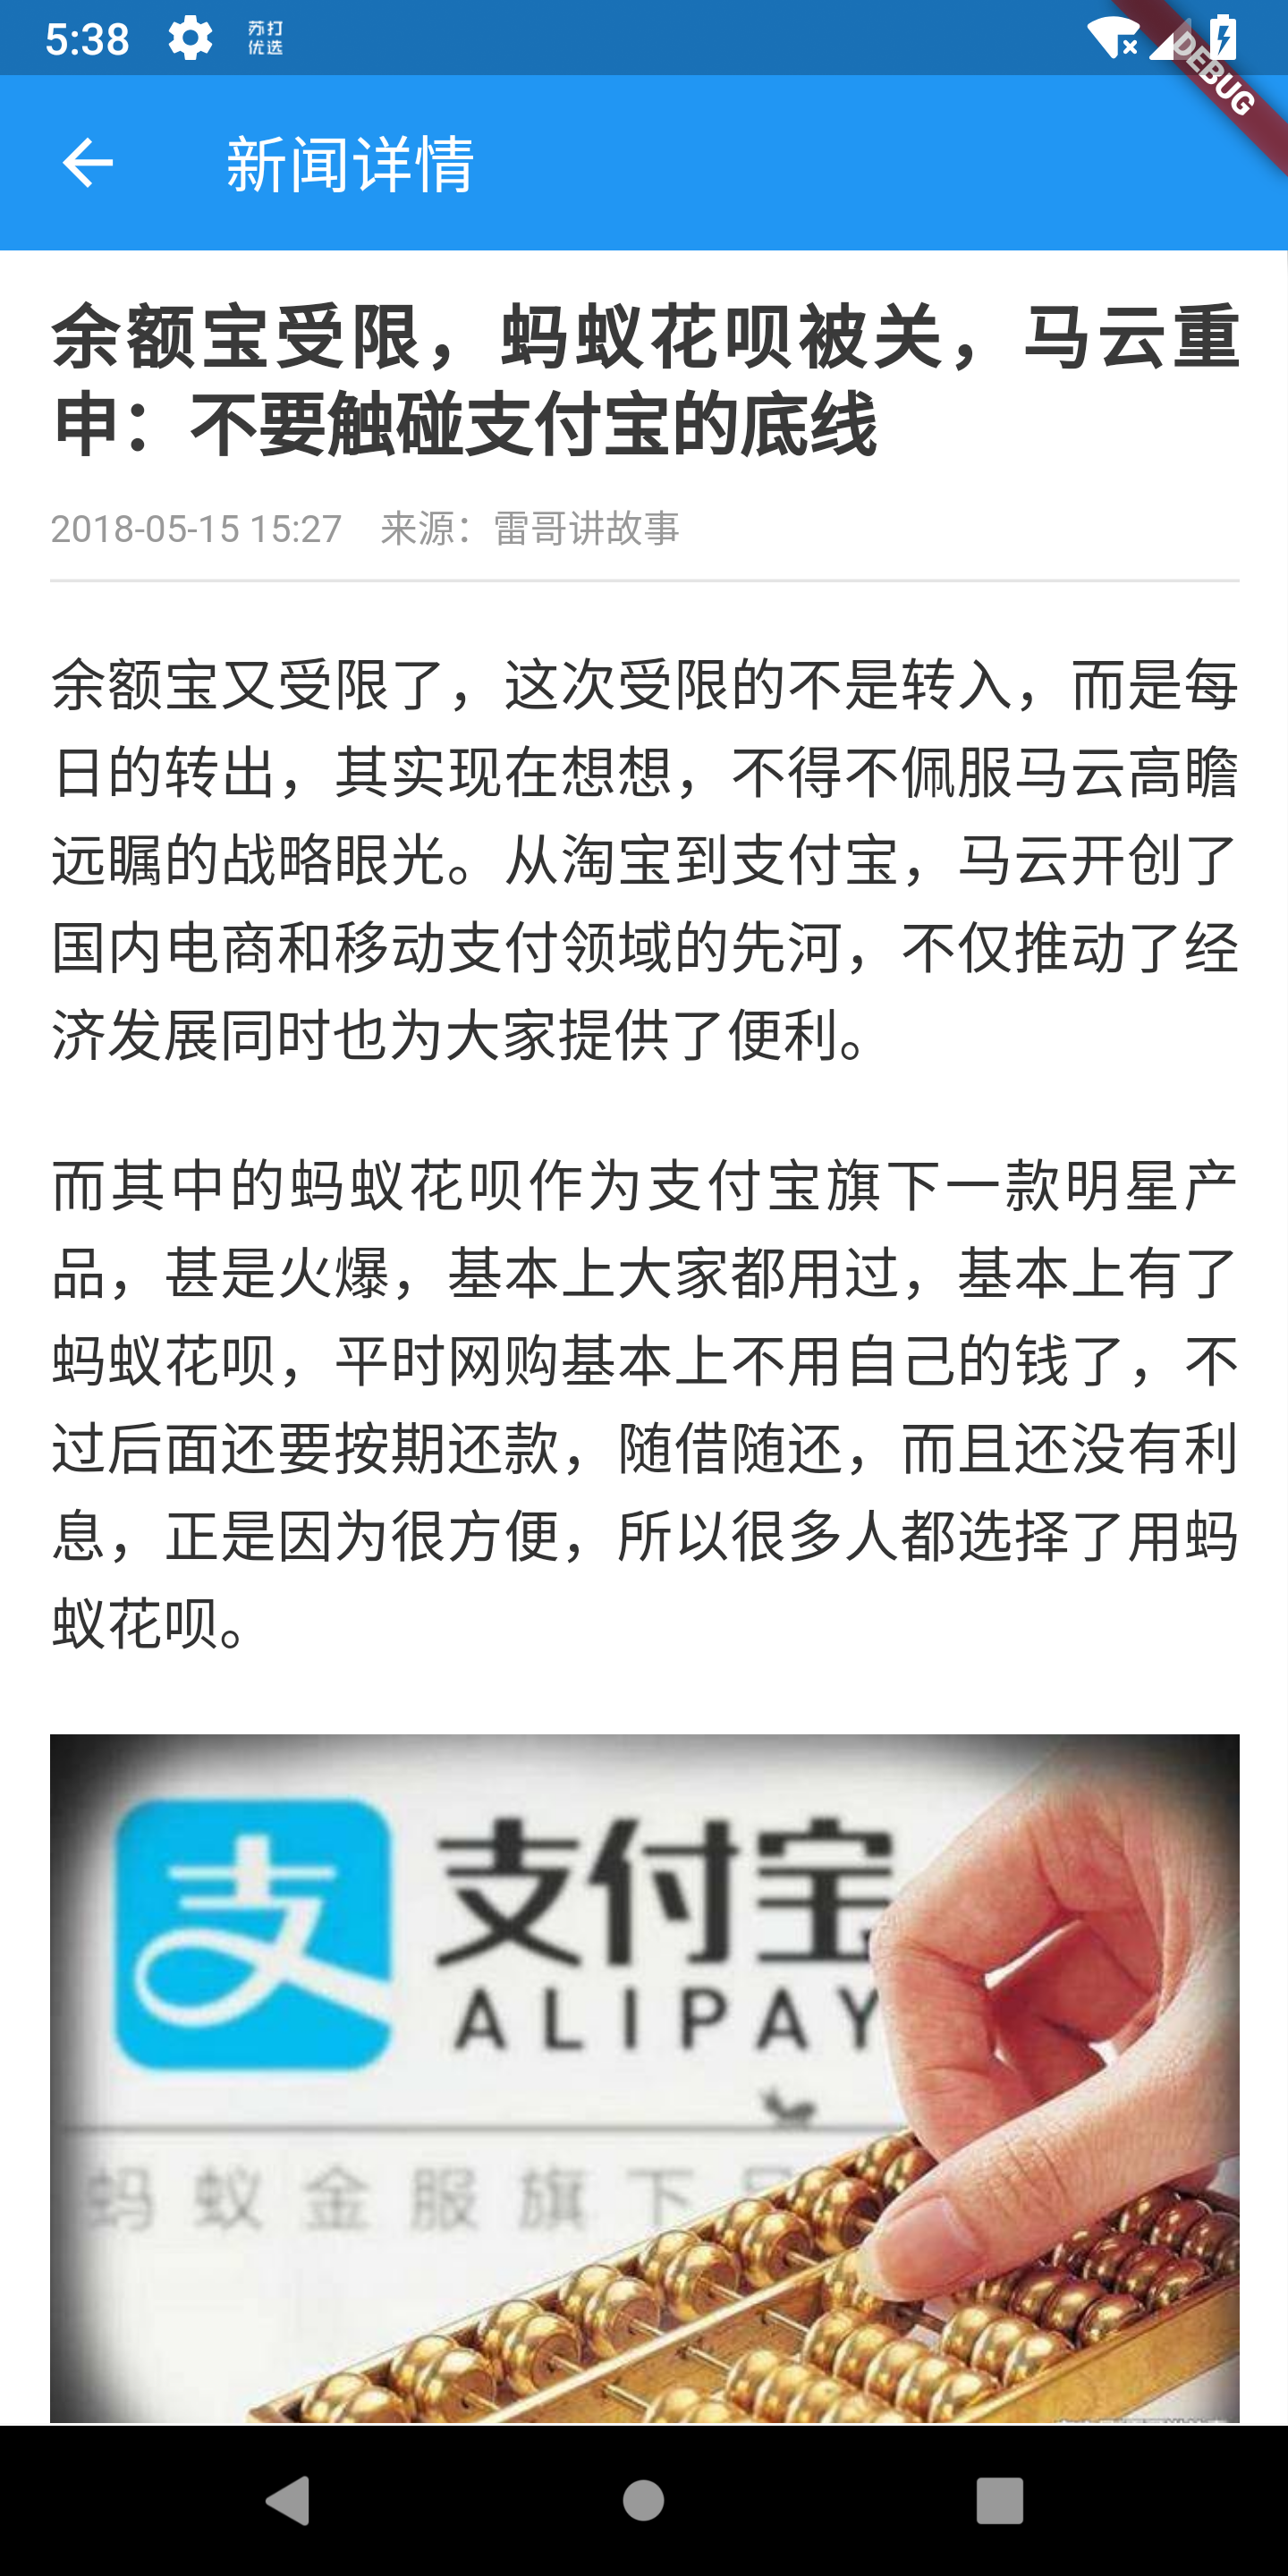 5:38
苏打
优选
DEBUG
新闻详情
余额宝受限，蚂蚁花呗被关，马云重
申：不要触碰支付宝的底线
2018-05-15 15:27 来源：雷哥讲故事
余额宝又受限了，这次受限的不是转入，而是每
日的转出，其实现在想想，不得不佩服马云高瞻
远瞩的战略眼光。从淘宝到支付宝，马云开创了
国内电商和移动支付领域的先河，不仅推动了经
济发展同时也为大家提供了便利。
而其中的蚂蚁花呗作为支付宝旗下一款明星产
品，甚是火爆，基本上大家都用过，基本上有了
蚂蚁花呗，平时网购基本上不用自己的钱了，不
过后面还要按期还款，随借随还，而且还没有利
息，正是因为很方便，所以很多人都选择了用蚂
蚁花呗。
支
支付宝
ALIPAY
蚂蚁金服旗下